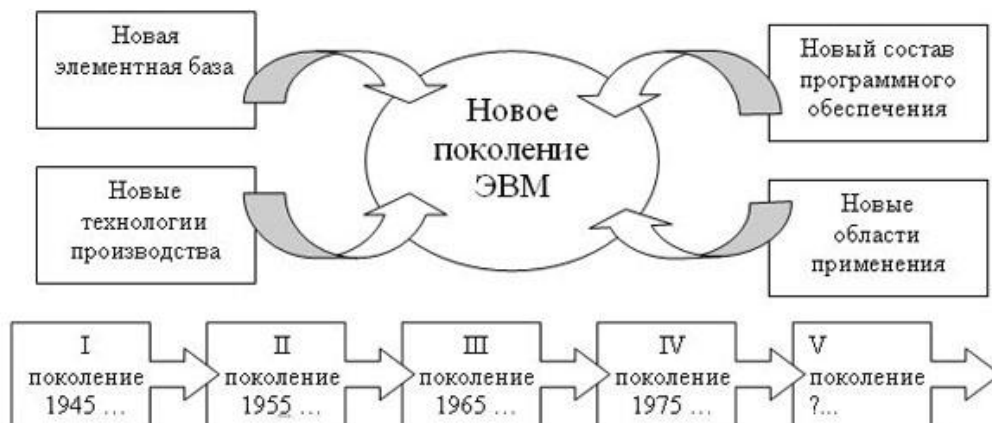 Новая
элементная база
Новый состав
программного
обеспечения
Новое
поколение
ЭВМ
Новые
технологии
производства
Новые
области
применения
I
поколение
1945 ...
II
поколение
1955 ...
III
поколение
1965 ...
IV
поколение
1975 ...
V
поколение
?...